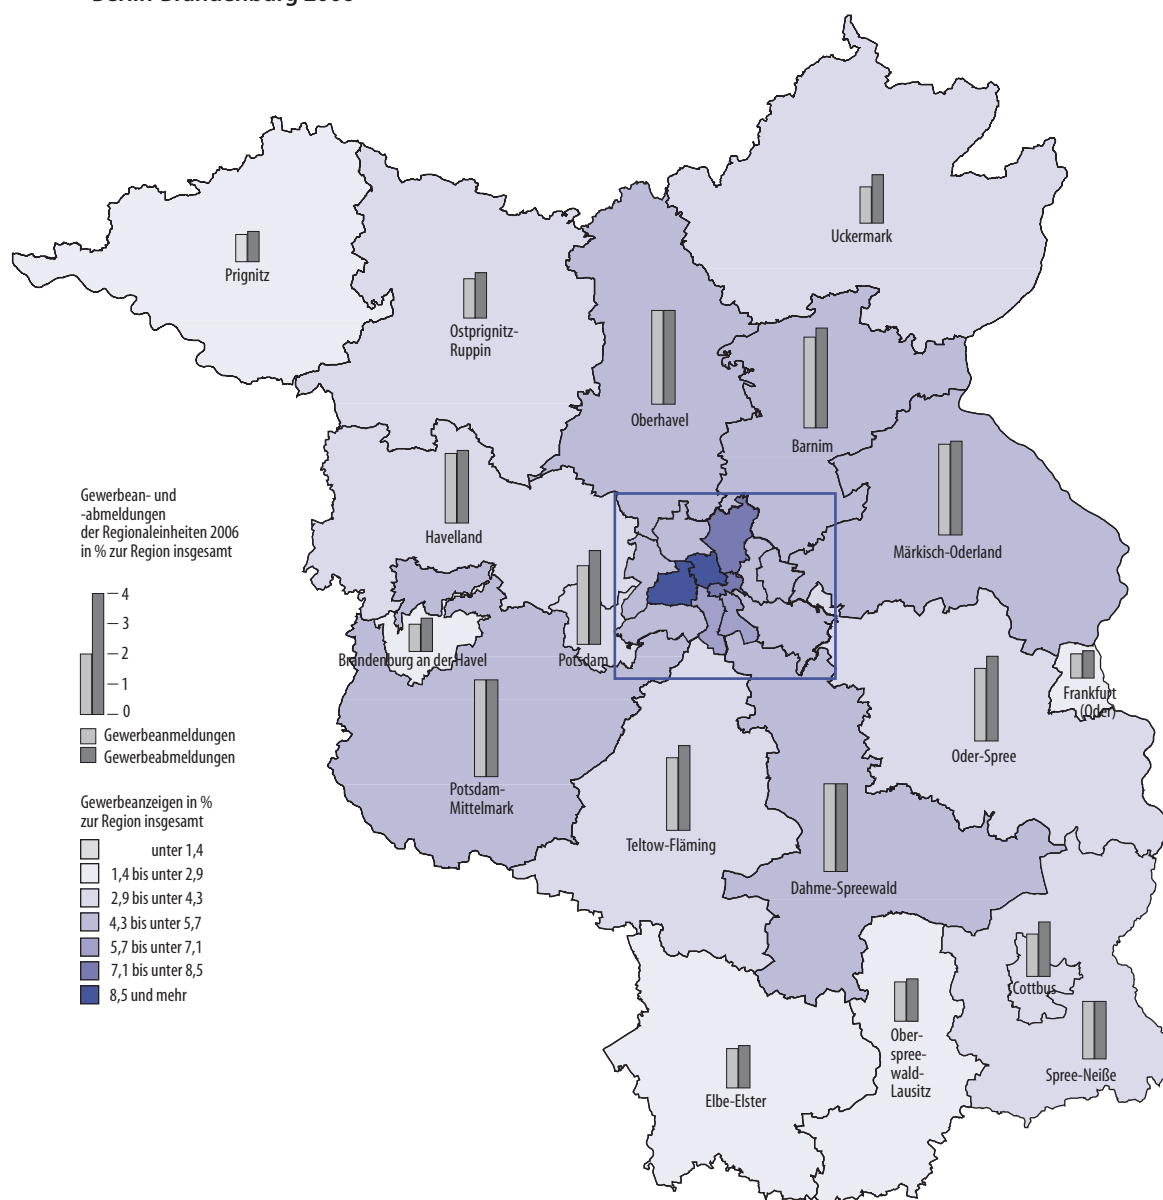 Berlin-Brandenburg 2006
Uckermark
Prignitz
Ostprignitz-
Ruppin
Oberhavel
Barnim
Havelland
Märkisch-Oderland
Brandenburg an der Havel
Potsdam
Frankfurt
(Oder)
Oder-Spree
Potsdam-
Mittelmark
Teltow-Fläming
Dahme-Spreewald
Cottbus
Ober-
spree-
wald-
Lausitz
Spree-Neiße
Elbe-Elster
Gewerbean- und
-abmeldungen
der Regionaleinheiten 2006
in % zur Region insgesamt
4
3
2
1
0
Gewerbeanmeldungen
Gewerbeabmeldungen
Gewerbeanzeigen in %
zur Region insgesamt
unter 1,4
1,4 bis unter 2,9
2,9 bis unter 4,3
4,3 bis unter 5,7
5,7 bis unter 7,1
7,1 bis unter 8,5
8,5 und mehr